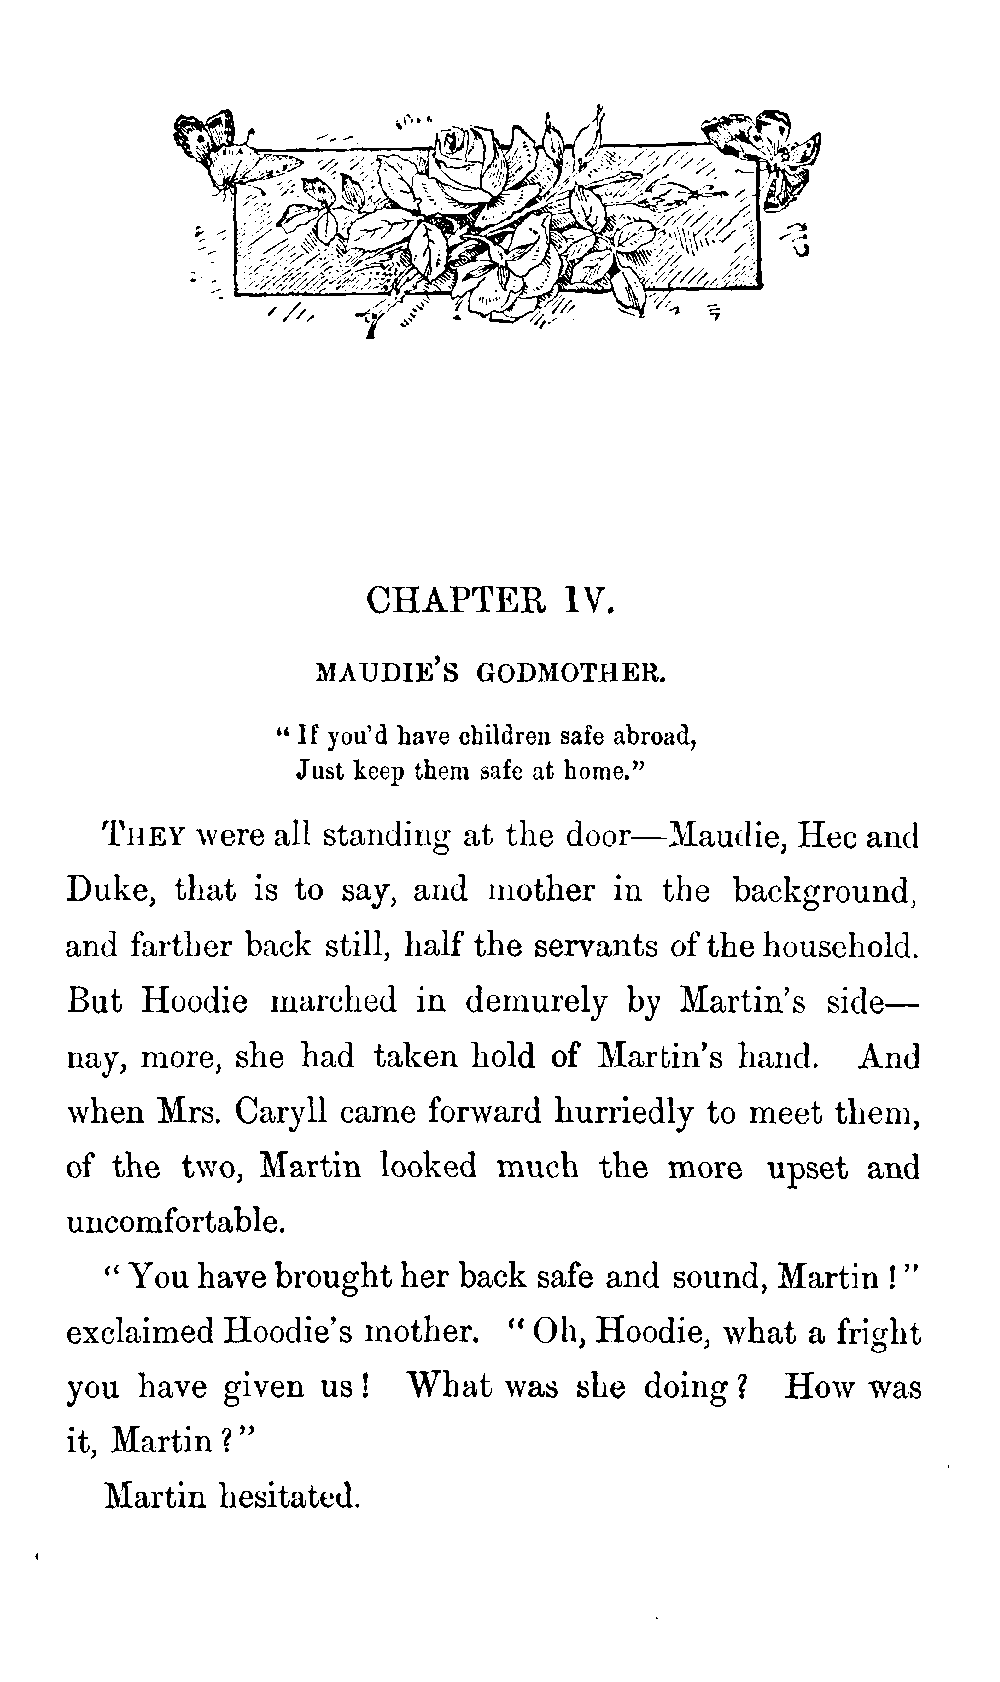 CHAPTER IV.
MAUDIE'S GODMOTHER.
"If you'd have children safe abroad,
Just keep them safe at home."
THEY were all standing at the door—Maudie, Hec and
Duke, that is to say, and mother in the background,
and farther back still, half the servants of the household.
But Hoodie marched in demurely by Martin's side—
nay, more, she had taken hold of Martin's hand. And
when Mrs. Caryll came forward hurriedly to meet them,
of the two, Martin looked much the more upset and
uncomfortable.
"You have brought her back safe and sound, Martin!"
exclaimed Hoodie's mother. "Oh, Hoodie, what a fright
you have given us! What was she doing? How was
it, Martin?"
Martin hesitated.